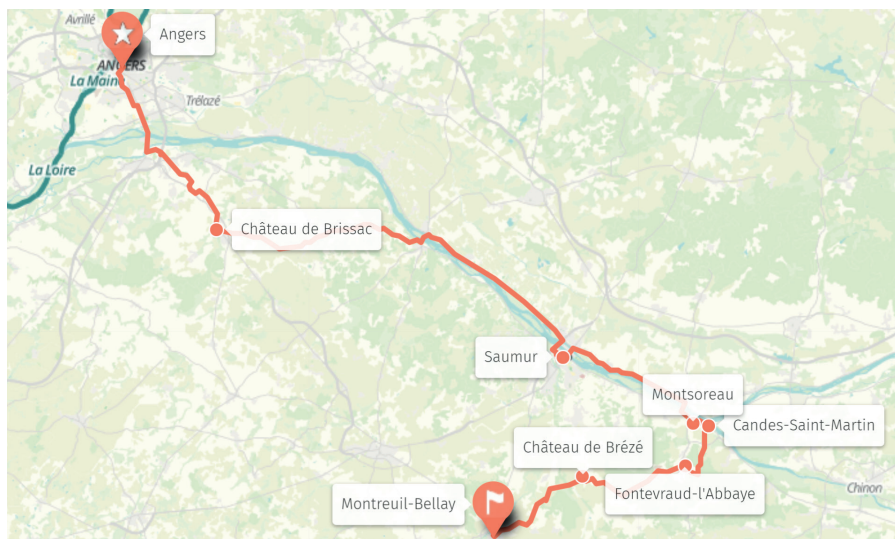 Avrillé
Angers
ANGERS
La Maine
Trélazé
La Loire
Château de Brissac
Saumur
Montsoreau
Candes-Saint-Martin
Château de Brézé
Fontevraud-l'Abbaye
Montreuil-Bellay
Chinon